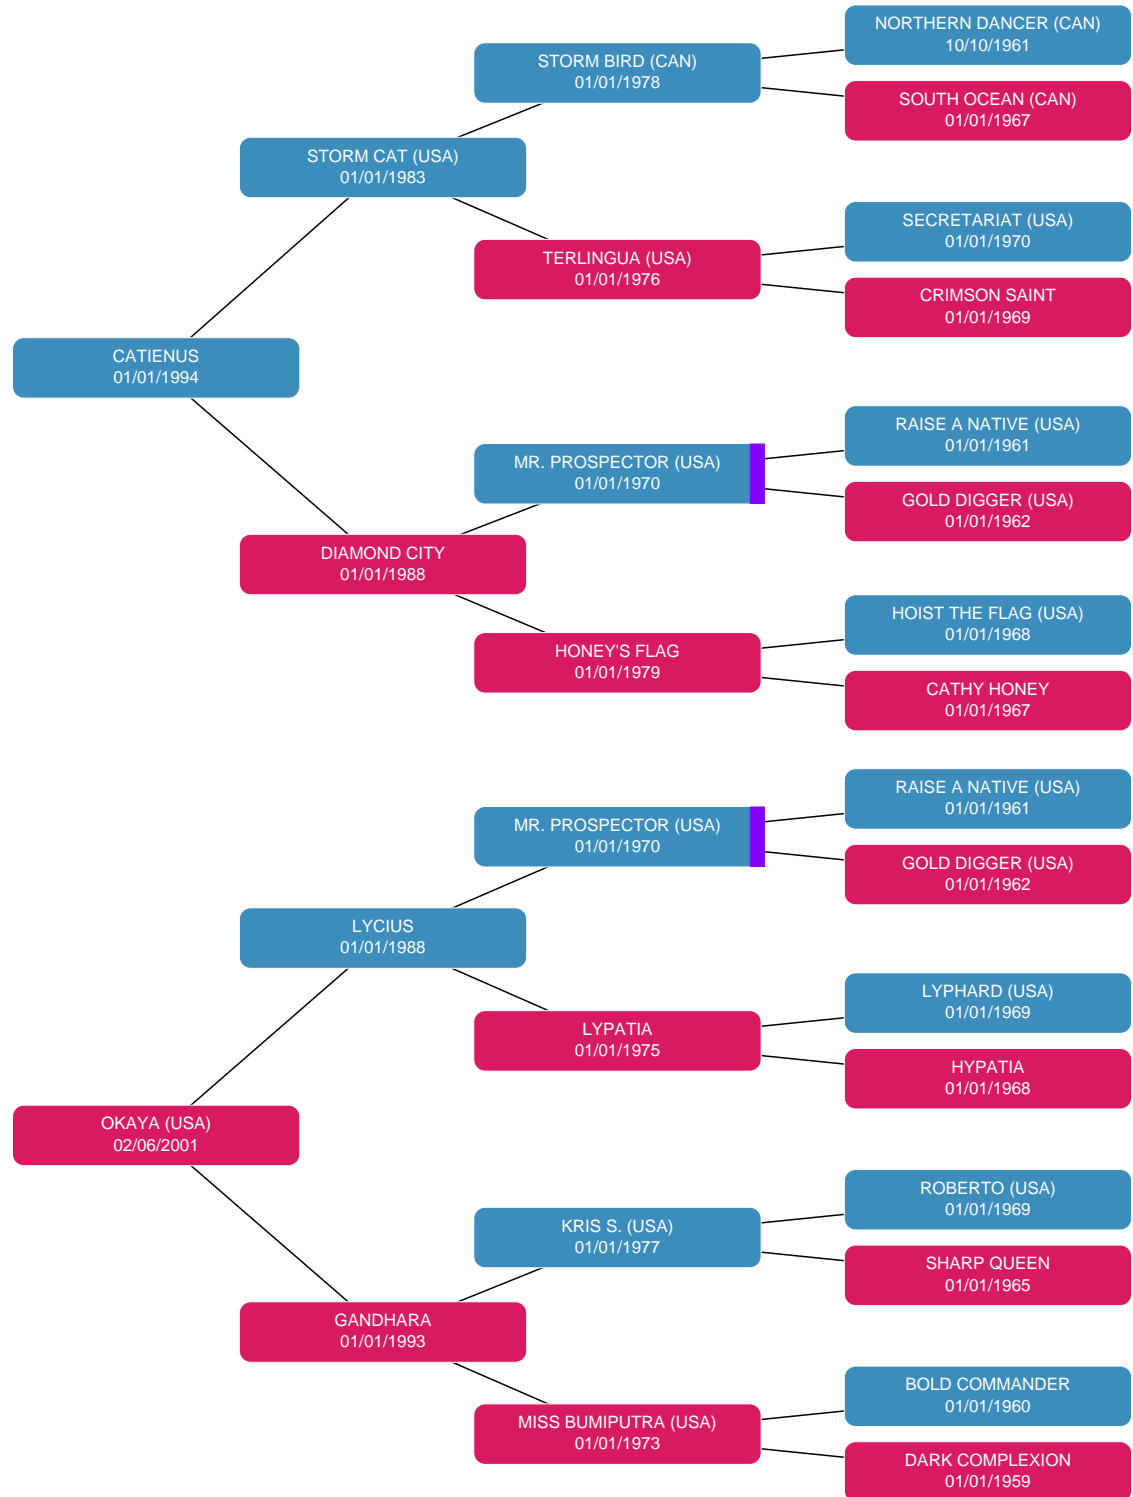 NORTHERN DANCER (CAN)
10/10/1961
STORM BIRD (CAN)
01/01/1978
SOUTH OCEAN (CAN)
01/01/1967
STORM CAT (USA)
01/01/1983
SECRETARIAT (USA)
01/01/1970
TERLINGUA (USA)
01/01/1976
CRIMSON SAINT
01/01/1969
CATIENUS
01/01/1994
RAISE A NATIVE (USA)
01/01/1961
MR. PROSPECTOR (USA)
01/01/1970
GOLD DIGGER (USA)
01/01/1962
DIAMOND CITY
01/01/1988
HOIST THE FLAG (USA)
01/01/1968
HONEY'S FLAG
01/01/1979
CATHY HONEY
01/01/1967
RAISE A NATIVE (USA)
01/01/1961
MR. PROSPECTOR (USA)
01/01/1970
GOLD DIGGER (USA)
01/01/1962
LYCIUS
01/01/1988
LYPHARD (USA)
01/01/1969
LYPATIA
01/01/1975
HYPATIA
01/01/1968
OKAYA (USA)
02/06/2001
ROBERTO (USA)
01/01/1969
KRIS S. (USA)
01/01/1977
SHARP QUEEN
01/01/1965
GANDHARA
01/01/1993
BOLD COMMANDER
01/01/1960
MISS BUMIPUTRA (USA)
01/01/1973
DARK COMPLEXION
01/01/1959